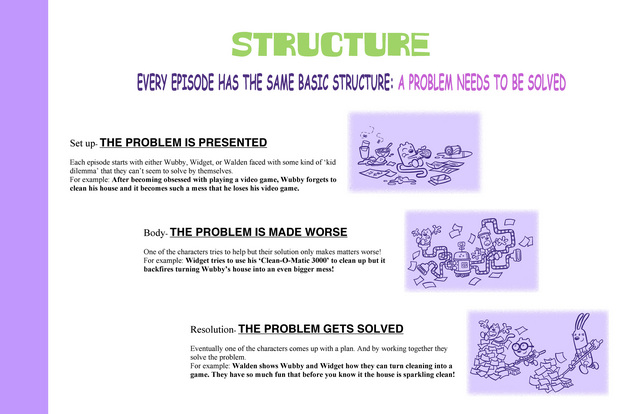 STRUCTURE
EVERY EPISODE HAS THE SAME BASIC STRUCTURE: A PROBLEM NEEDS TO BE SOLVED
Set up- THE PROBLEM IS PRESENTED
Each episode starts with either Wubby, Widget, or Walden faced with some kind of ‘kid
dilemma’ that they can’t seem to solve by themselves.
For example: After becoming obsessed with playing a video game, Wubby forgets to
clean his house and it becomes such a mess that he loses his video game.
Body- THE PROBLEM IS MADE WORSE
One of the characters tries to help but their solution only makes matters worse!
For example: Widget tries to use his ‘Clean-O-Matic 3000’ to clean up but it
backfires turning Wubby’s house into an even bigger mess!
Resolution- THE PROBLEM GETS SOLVED
Eventually one of the characters comes up with a plan. And by working together they
solve the problem.
For example: Walden shows Wubby and Widget how they can turn cleaning into a
game. They have so much fun that before you know it the house is sparkling clean!